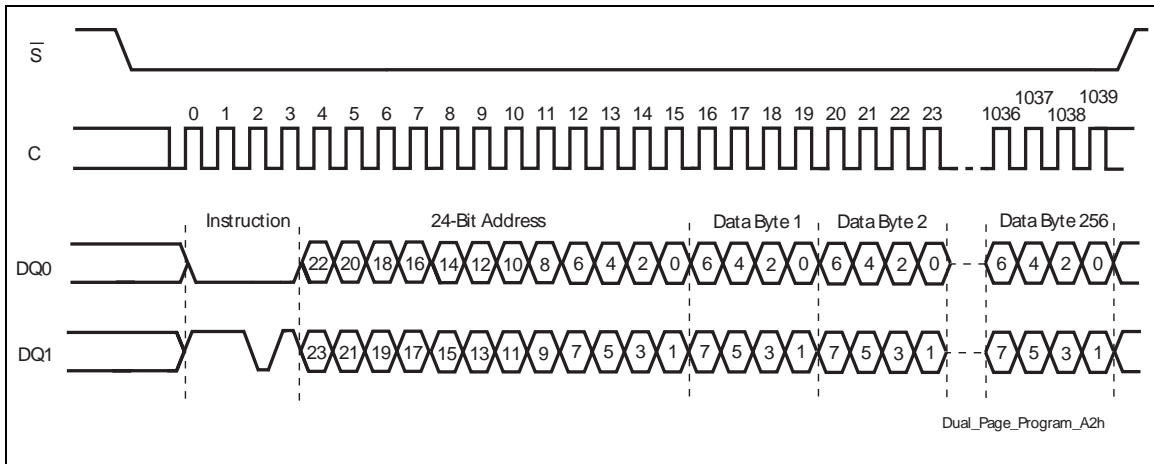 S
1037 1039
0 1 2 3 4 5 6 7 8 9 10 11 12 13 14 15 16 17 18 19 20 21 22 23 1036 1038
C
Instruction 24-Bit Address Data Byte 1 Data Byte 2 Data Byte 256
DQ0 22 20 18 16 14 12 10 8 6 4 2 0 6 4 2 0 6 4 2 0 6 4 2 0
DQ1 23 21 19 17 15 13 11 9 7 5 3 1 7 5 3 1 7 5 3 1 7 5 3 1
Dual_Page_Program_A2h